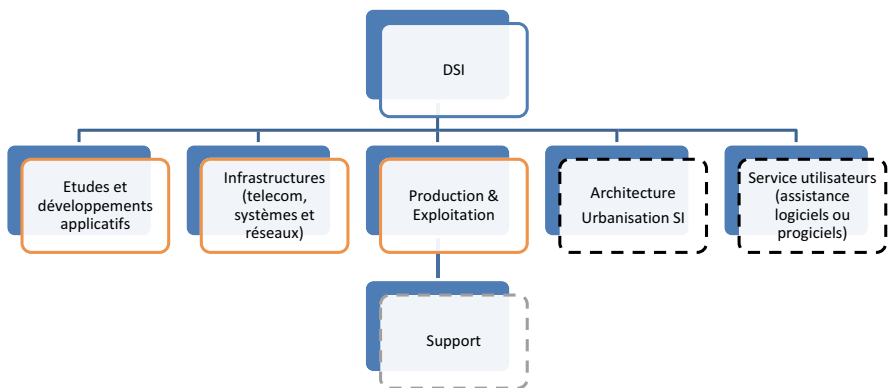 DSI
Etudes et
développements
applicatifs
Infrastructures
(telecom,
systèmes et
réseaux)
Production &
Exploitation
Architecture
Urbanisation SI
Service utilisateurs
(assistance
logiciels ou
progiciels)
Support